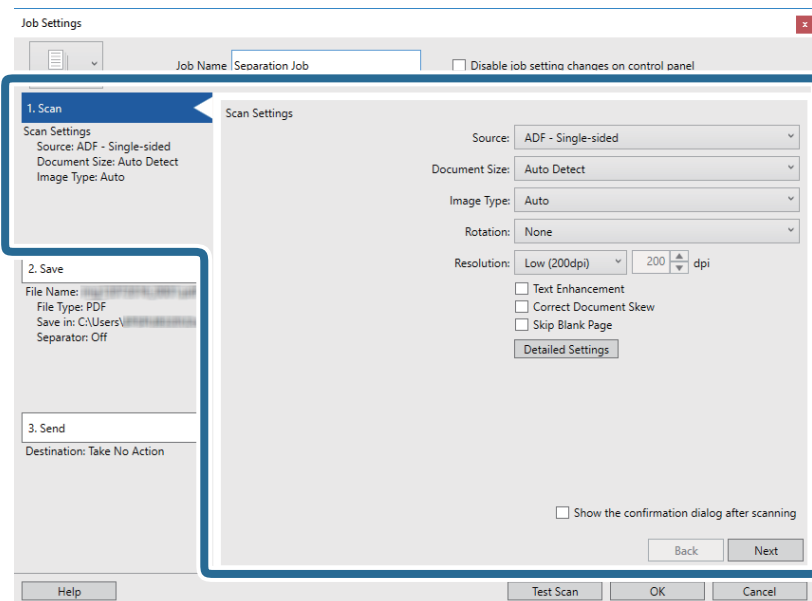 Job Settings
x
Job Name Separation Job Disable job setting changes on control panel
1. Scan
Scan Settings
Source: ADF - Single-sided
Document Size: Auto Detect
Image Type: Auto
2. Save
File Name:
File Type: PDF
Save in: C:\Users\
Separator: Off
3. Send
Destination: Take No Action
Scan Settings
Source: ADF - Single-sided
Document Size: Auto Detect
Image Type: Auto
Rotation: None
Resolution: Low (200dpi) 200 dpi
Text Enhancement
Correct Document Skew
Skip Blank Page
Detailed Settings
Show the confirmation dialog after scanning
Back Next
Help Test Scan OK Cancel